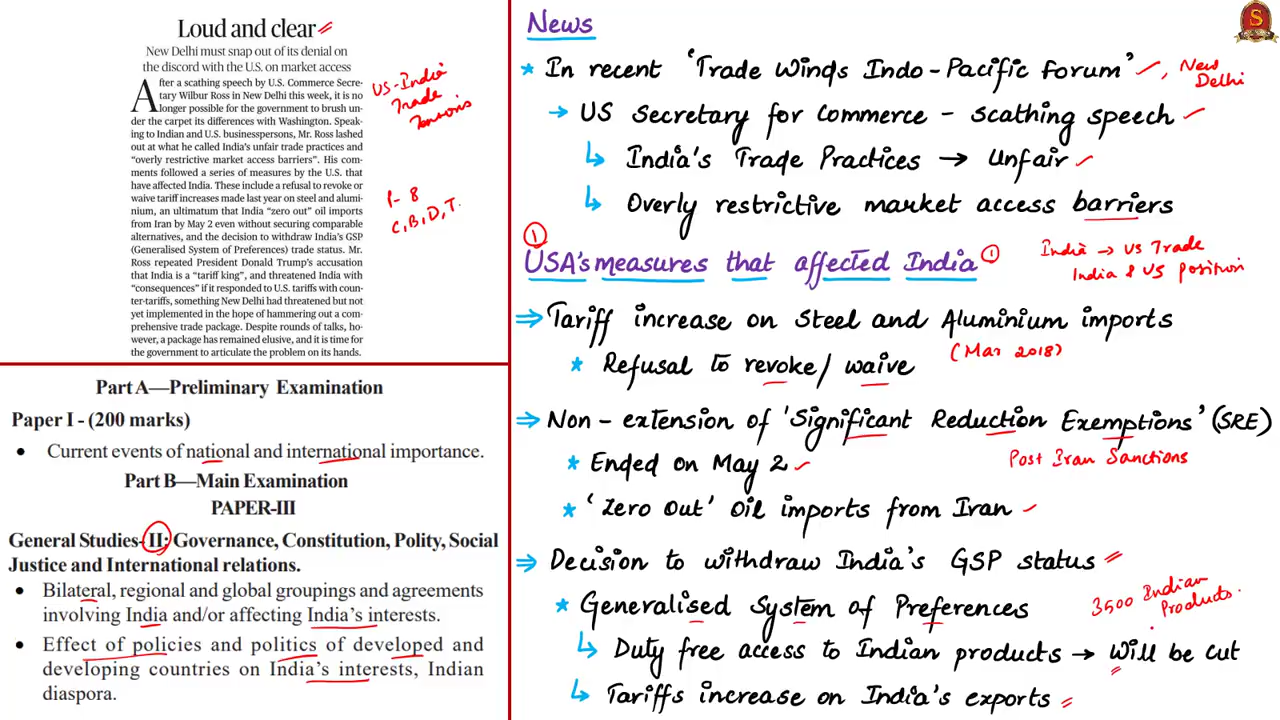 Loud and clear
New Delhi must snap out of its denial on
the discord with the U.S. on market access
After a scathing speech by U.S. Commerce Secre-
tary Wilbur Ross in New Delhi this week, it is no
longer possible for the government to brush un-
der the carpet its differences with Washington. Speak-
ing to Indian and U.S. businesspersons, Mr. Ross lashed
out at what he called India's unfair trade practices and
"overly restrictive market access barriers". His com-
ments followed a series of measures by the U.S. that
have affected India. These include a refusal to revoke or
waive tariff increases made last year on steel and alumi-
nium, an ultimatum that India "zero out" oil imports
from Iran by May 2 even without securing comparable
alternatives, and the decision to withdraw India's GSP
(Generalised System of Preferences) trade status. Mr.
Ross repeated President Donald Trump's accusation
that India is a "tariff king", and threatened India with
"consequences" if it responded to U.S. tariffs with coun-
ter-tariffs, something New Delhi had threatened but not
yet implemented in the hope of hammering out a com-
prehensive trade package. Despite rounds of talks, ho-
wever, a package has remained elusive, and it is time for
the government to articulate the problem on its hands.
US-India
Trade
Tensions
P- 8
C, B, D, T.
Part A—Preliminary Examination
Paper I - (200 marks)
• Current events of national and international importance.
Part B—Main Examination
PAPER-III
General Studies-II: Governance, Constitution, Polity, Social
Justice and International relations.
• Bilateral, regional and global groupings and agreements
involving India and/or affecting India's interests.
• Effect of policies and politics of developed and
developing countries on India's interests, Indian
diaspora.
News
* In recent 'Trade Winds Indo-Pacific Forum', New
Delhi
→ US Secretary for Commerce - scathing speech
↳ India's Trade Practices → Unfair
↳ Overly restrictive market access barriers
①
USA's measures that affected India ①
India → US Trade
India & US position
⇒ Tariff increase on Steel and Aluminium imports
(Mar 2018)
* Refusal to revoke/ waive
⇒ Non-extension of 'Significant Reduction Exemptions' (SRE)
Post Iran Sanctions
* Ended on May 2
* 'Zero Out' Oil imports from Iran
⇒ Decision to withdraw India's GSP status
* Generalised System of Preferences
3500 Indian
Products.
↳ Duty free access to Indian products → Will be cut
↳ Tariffs increase on India's exports